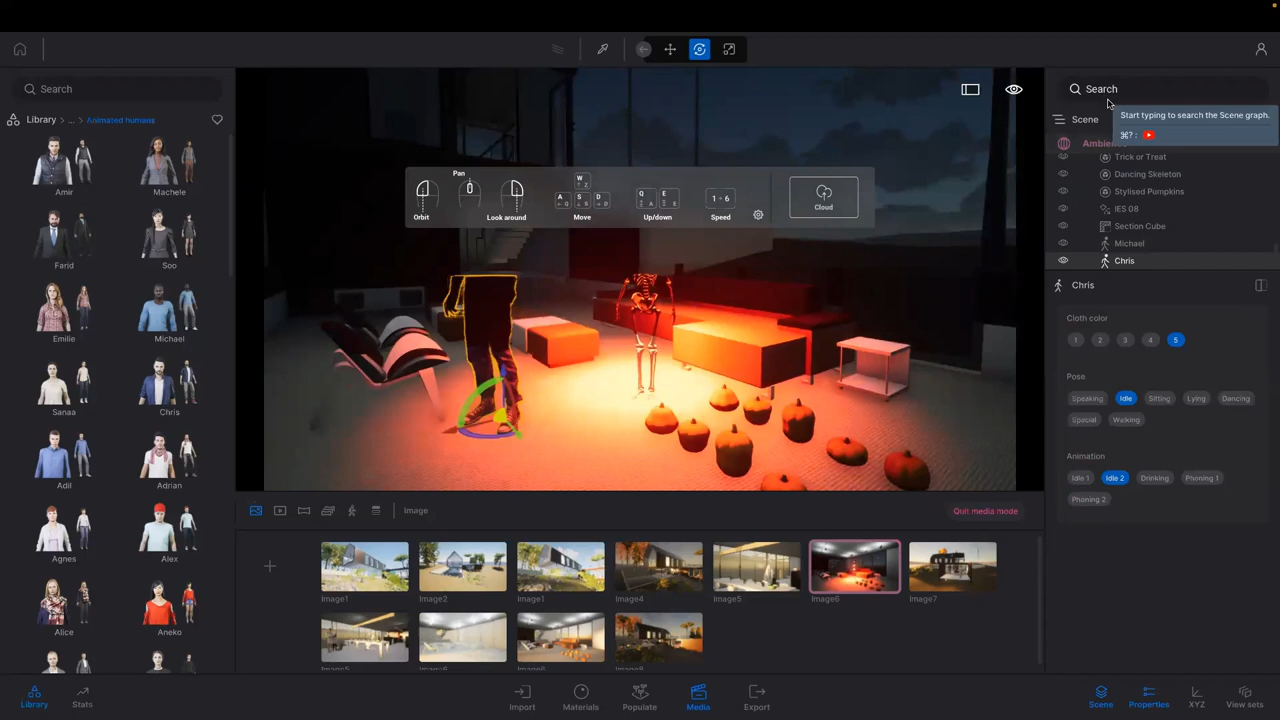 Search
Library > ... > Animated humans
Amir
Machele
Farid
Soo
Emilie
Michael
Sanaa
Chris
Adil
Adrian
Agnes
Alex
Alice
Aneko
Pan
Orbit
Look around
W
↑ Z
A
← Q
S
↓ S
D
→ D
Move
Q
E
Up/down
1 - 6
Speed
Cloud
Image
Quit media mode
Image1
Image2
Image1
Image4
Image5
Image6
Image7
Image5
Image6
Image6
Image8
Search
Start typing to search the Scene graph.
⌘? :
Scene
Trick or Treat
Dancing Skeleton
Stylised Pumpkins
IES 08
Section Cube
Michael
Chris
Chris
Cloth color
1 2 3 4 5
Pose
Speaking Idle Sitting Lying Dancing
Special Walking
Animation
Idle 1 Idle 2 Drinking Phoning 1
Phoning 2
Library Stats Import Materials Populate Media Export Scene Properties XYZ View sets